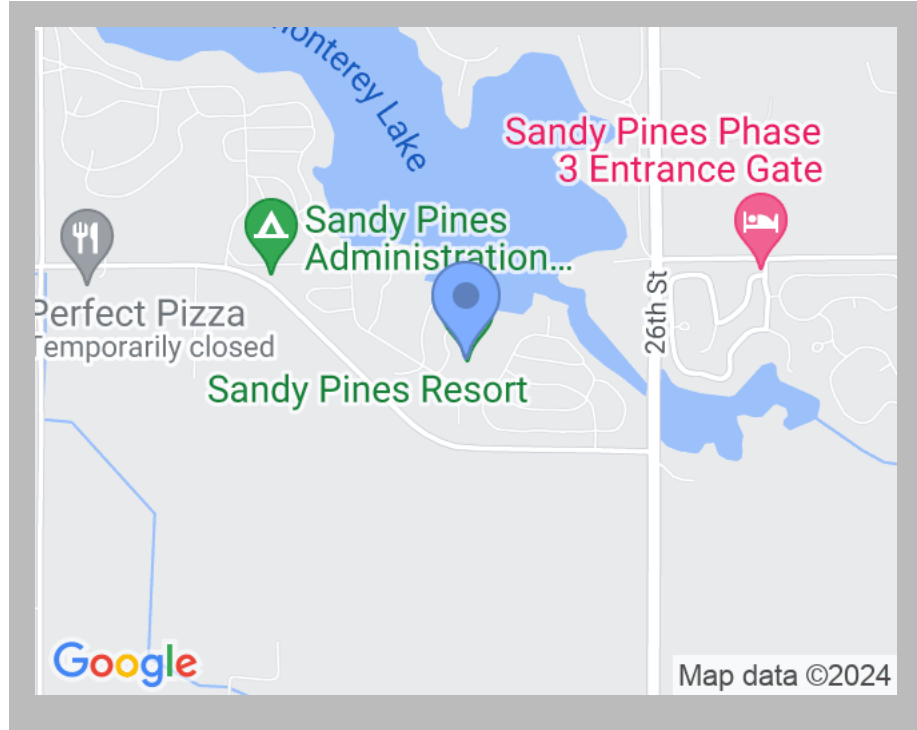 Monterey Lake
Sandy Pines Phase
3 Entrance Gate
Sandy Pines
Administration...
26th St
Perfect Pizza
Temporarily closed
Sandy Pines Resort
Google
Map data ©2024